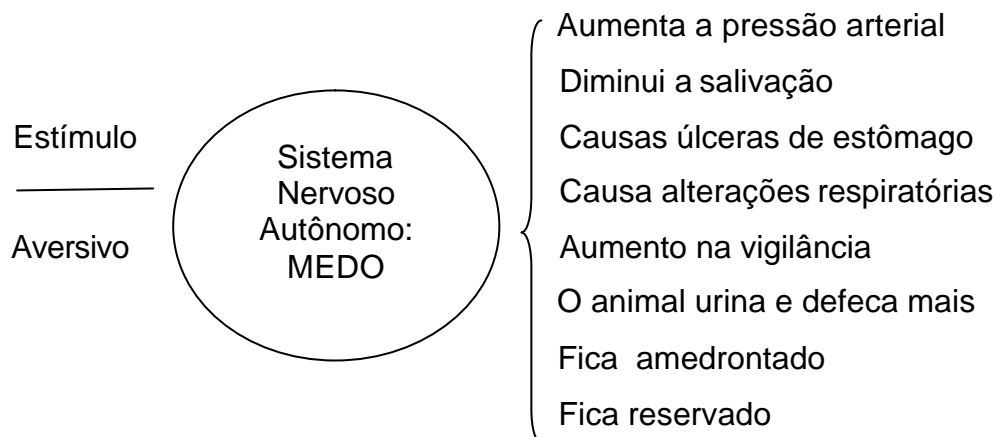 Estímulo
Aversivo
Sistema
Nervoso
Autônomo:
MEDO
Aumenta a pressão arterial
Diminui a salivação
Causas úlceras de estômago
Causa alterações respiratórias
Aumento na vigilância
O animal urina e defeca mais
Fica amedrontado
Fica reservado